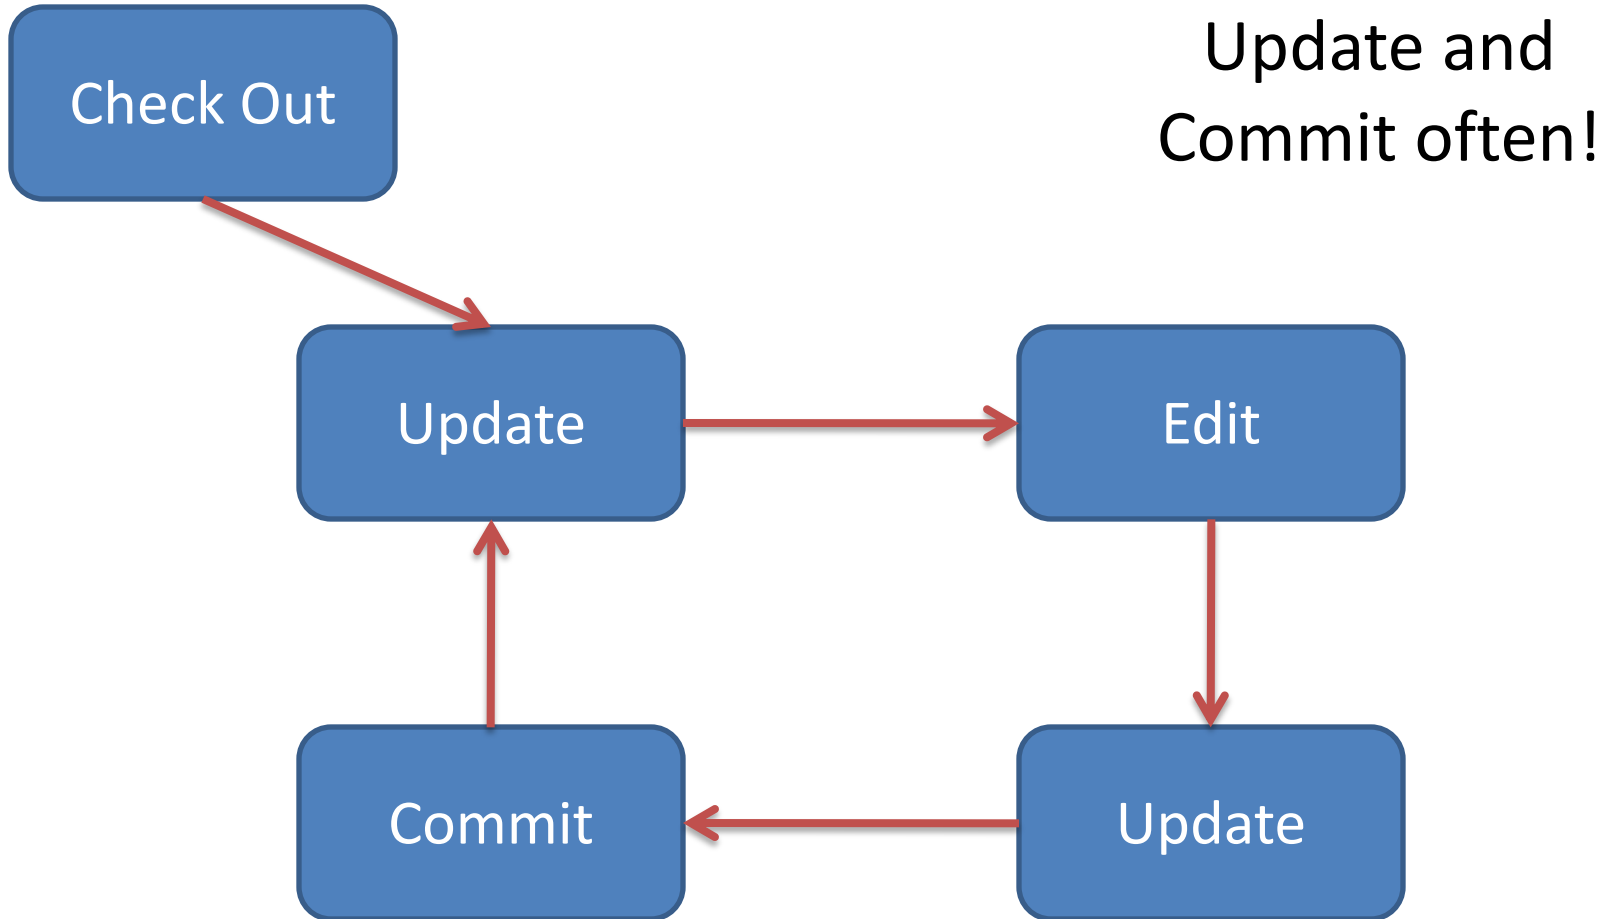 Check Out
Update and
Commit often!
Update
Edit
Commit
Update